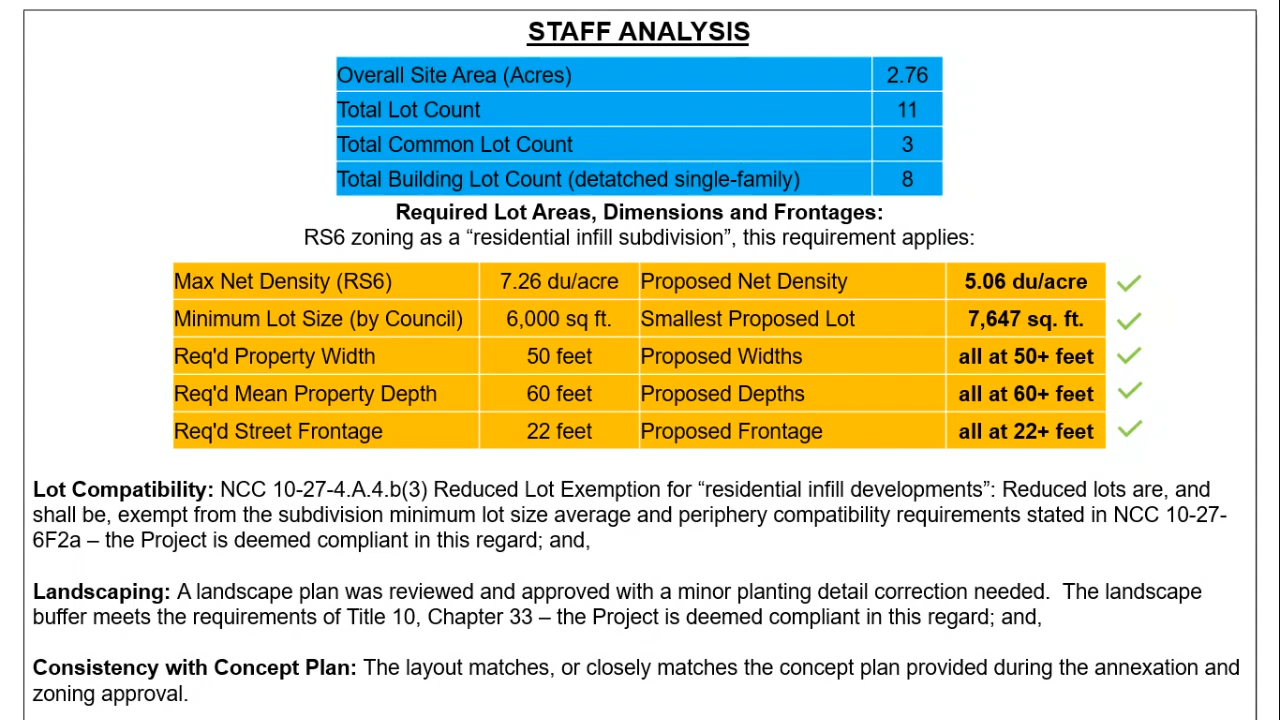 STAFF ANALYSIS
Overall Site Area (Acres) 2.76
Total Lot Count 11
Total Common Lot Count 3
Total Building Lot Count (detatched single-family) 8
Required Lot Areas, Dimensions and Frontages:
RS6 zoning as a “residential infill subdivision”, this requirement applies:
Max Net Density (RS6) 7.26 du/acre Proposed Net Density 5.06 du/acre
Minimum Lot Size (by Council) 6,000 sq ft. Smallest Proposed Lot 7,647 sq. ft.
Req'd Property Width 50 feet Proposed Widths all at 50+ feet
Req'd Mean Property Depth 60 feet Proposed Depths all at 60+ feet
Req'd Street Frontage 22 feet Proposed Frontage all at 22+ feet
Lot Compatibility: NCC 10-27-4.A.4.b(3) Reduced Lot Exemption for “residential infill developments”: Reduced lots are, and
shall be, exempt from the subdivision minimum lot size average and periphery compatibility requirements stated in NCC 10-27-
6F2a – the Project is deemed compliant in this regard; and,
Landscaping: A landscape plan was reviewed and approved with a minor planting detail correction needed.  The landscape
buffer meets the requirements of Title 10, Chapter 33 – the Project is deemed compliant in this regard; and,
Consistency with Concept Plan: The layout matches, or closely matches the concept plan provided during the annexation and
zoning approval.